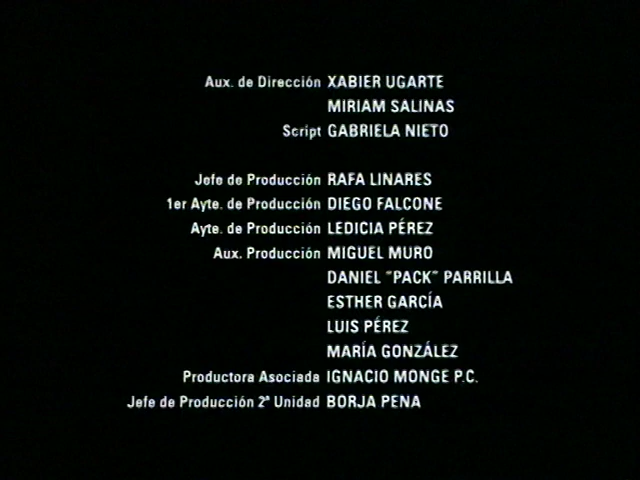 Aux. de Dirección XABIER UGARTE
MIRIAM SALINAS
Script GABRIELA NIETO
Jefe de Producción RAFA LINARES
1er Ayte. de Producción DIEGO FALCONE
Ayte. de Producción LEDICIA PÉREZ
Aux. Producción MIGUEL MURO
DANIEL "PACK" PARRILLA
ESTHER GARCÍA
LUIS PÉREZ
MARÍA GONZÁLEZ
Productora Asociada IGNACIO MONGE P.C.
Jefe de Producción 2ª Unidad BORJA PENA